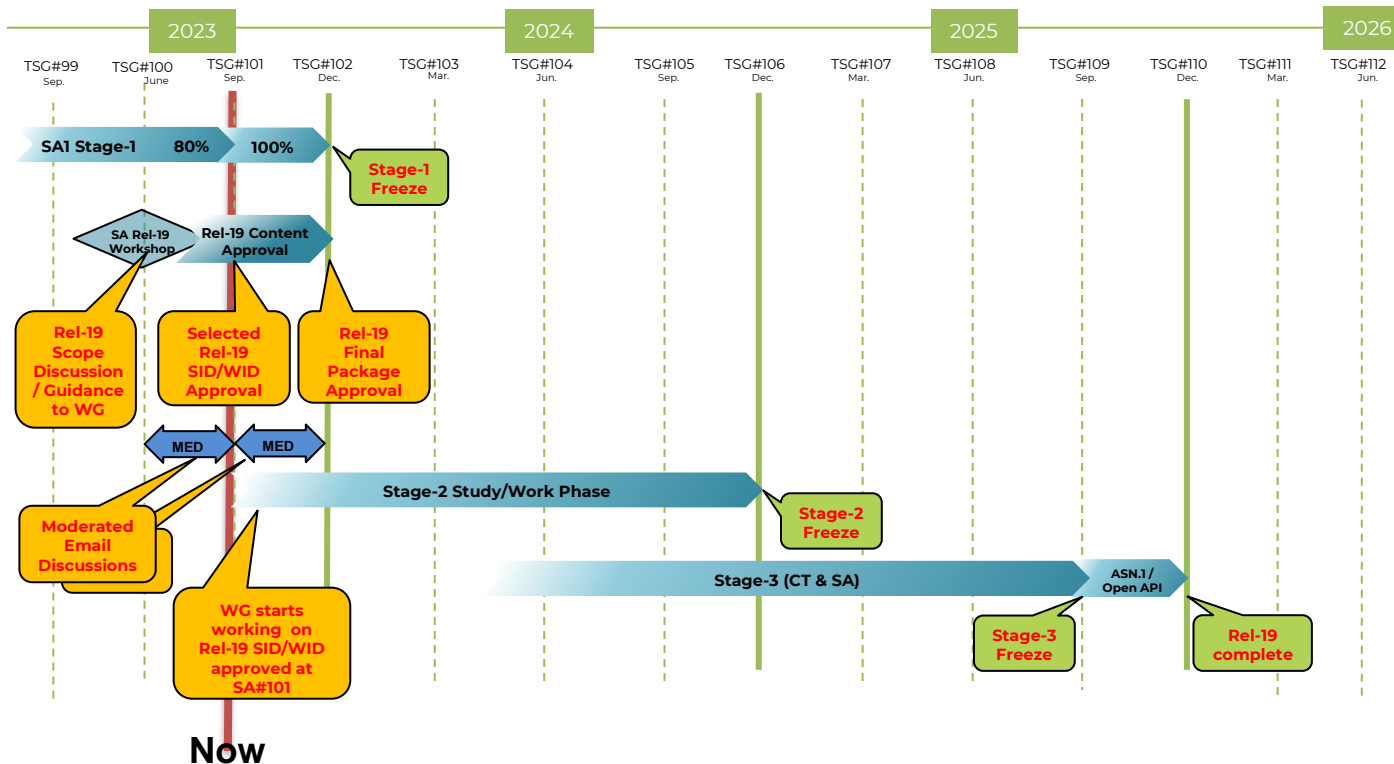 2023
2024
2025
2026
TSG#99
Sep.
TSG#100
June
TSG#101
Sep.
TSG#102
Dec.
TSG#103
Mar.
TSG#104
Jun.
TSG#105
Sep.
TSG#106
Dec.
TSG#107
Mar.
TSG#108
Jun.
TSG#109
Sep.
TSG#110
Dec.
TSG#111
Mar.
TSG#112
Jun.
SA1 Stage-1 80%
100%
Stage-1
Freeze
SA Rel-19
Workshop
Rel-19 Content
Approval
Rel-19
Scope
Discussion
/ Guidance
to WG
Selected
Rel-19
SID/WID
Approval
Rel-19
Final
Package
Approval
MED
MED
Moderated
Email
Discussions
Stage-2 Study/Work Phase
Stage-2
Freeze
WG starts
working on
Rel-19 SID/WID
approved at
SA#101
Stage-3 (CT & SA)
ASN.1 /
Open API
Stage-3
Freeze
Rel-19
complete
Now